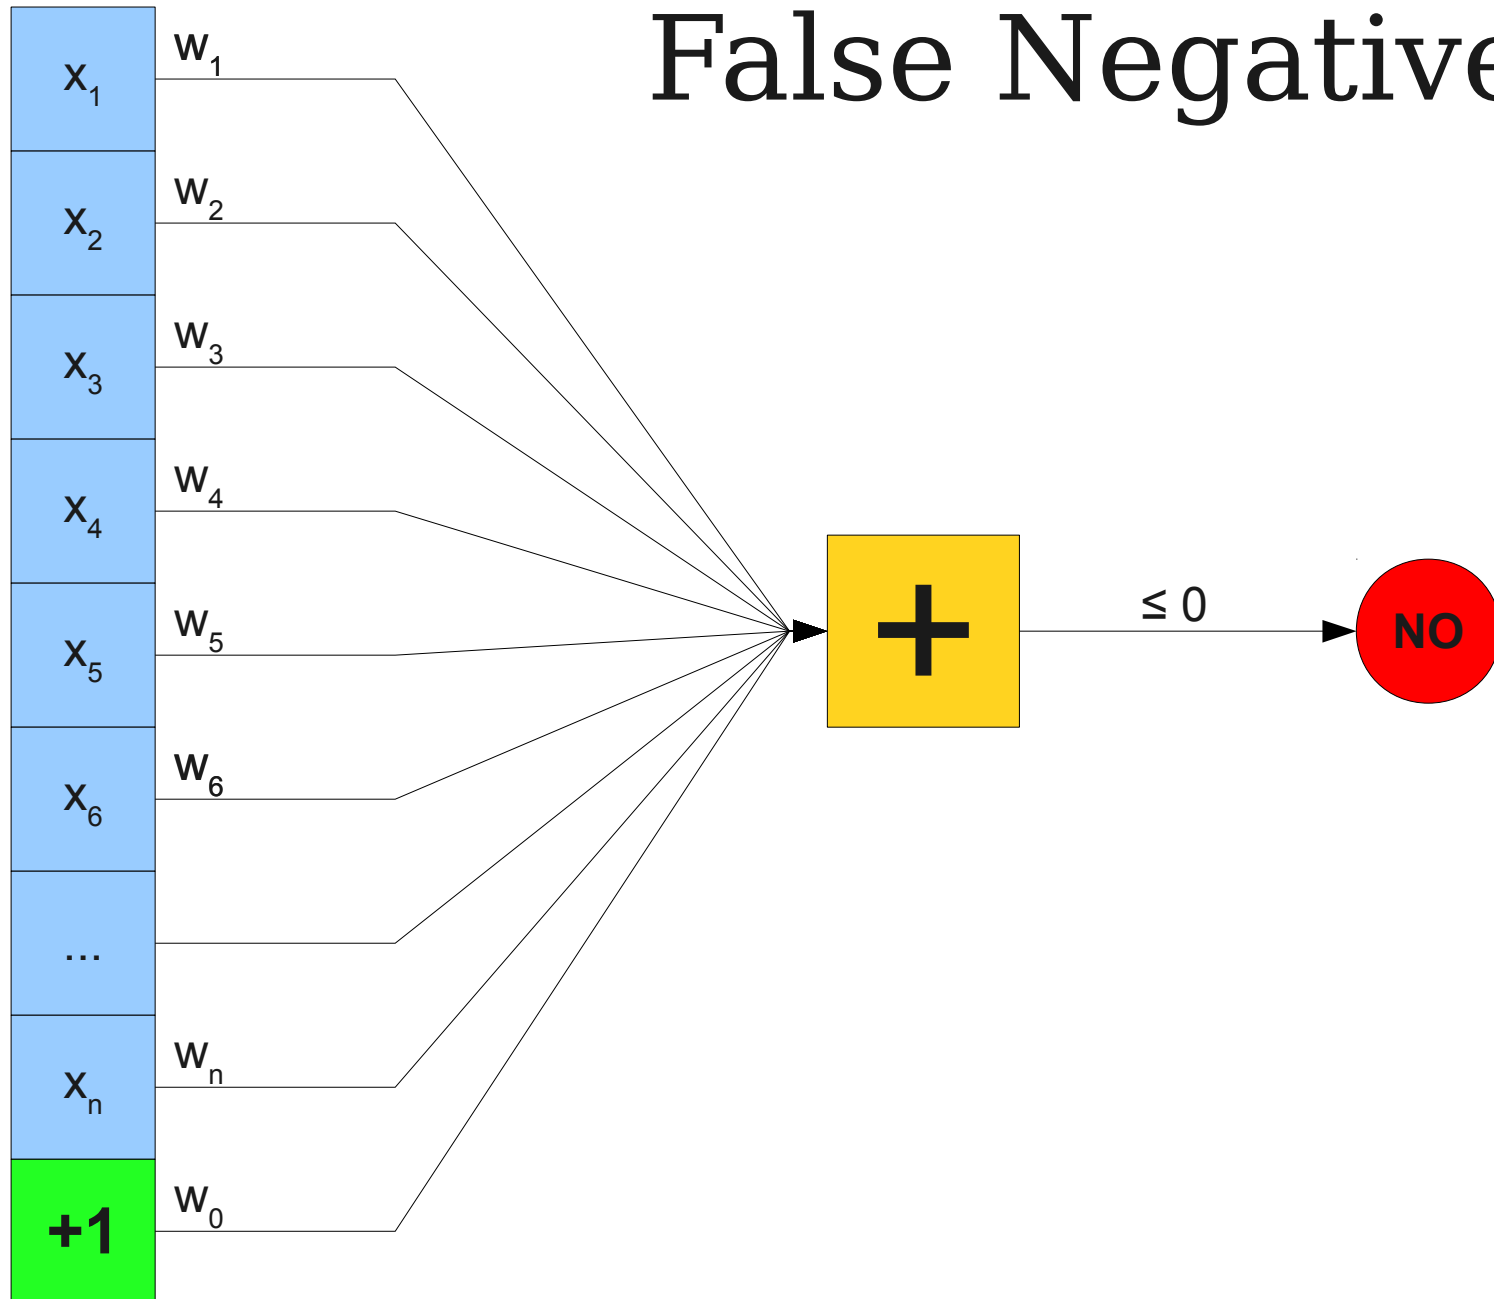 False Negative
x1
w1
x2
w2
x3
w3
x4
w4
x5
w5
x6
w6
...
xn
wn
+1
w0
+
≤ 0
NO